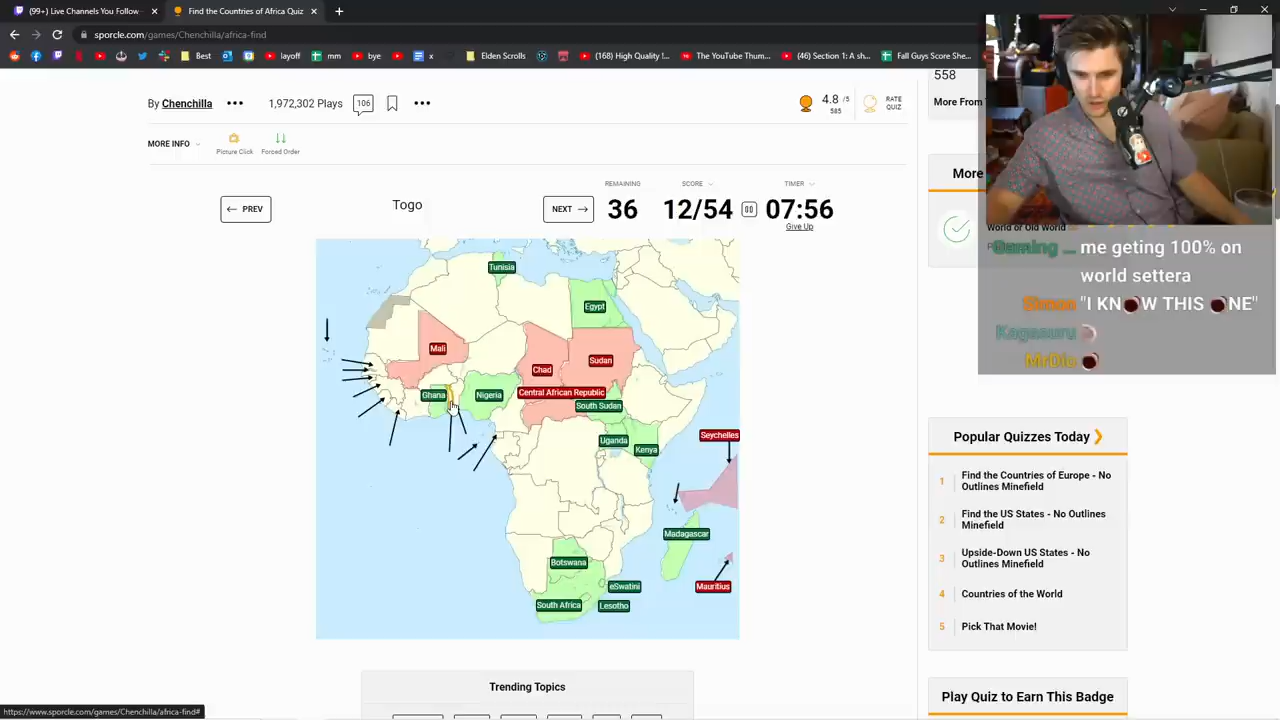 (99+) Live Channels You Follow -
Find the Countries of Africa Quiz
sporcle.com/games/Chenchilla/africa-find
Best
layoff
mm
bye
x
Elden Scrolls
(168) High Quality !...
The YouTube Thum...
(46) Section 1: A sh...
Fall Guys Score She...
By Chenchilla
1,972,302 Plays
106
4.8 /5
585
RATE
QUIZ
558
More From
MORE INFO
Picture Click
Forced Order
More
PREV
Togo
NEXT
REMAINING
36
SCORE
12/54
TIMER
07:56
Give Up
World or Old World
Tunisia
Egypt
Mali
Chad
Sudan
Ghana
Nigeria
Central African Republic
South Sudan
Uganda
Kenya
Seychelles
Madagascar
Botswana
eSwatini
Mauritius
South Africa
Lesotho
Gaming ... me geting 100% on
world settera
Simon "I KNOW THIS ONE"
Kagasuru
MrDio
Popular Quizzes Today
1 Find the Countries of Europe - No
Outlines Minefield
2 Find the US States - No Outlines
Minefield
3 Upside-Down US States - No
Outlines Minefield
4 Countries of the World
5 Pick That Movie!
Trending Topics
Play Quiz to Earn This Badge
https://www.sporcle.com/games/Chenchilla/africa-find#